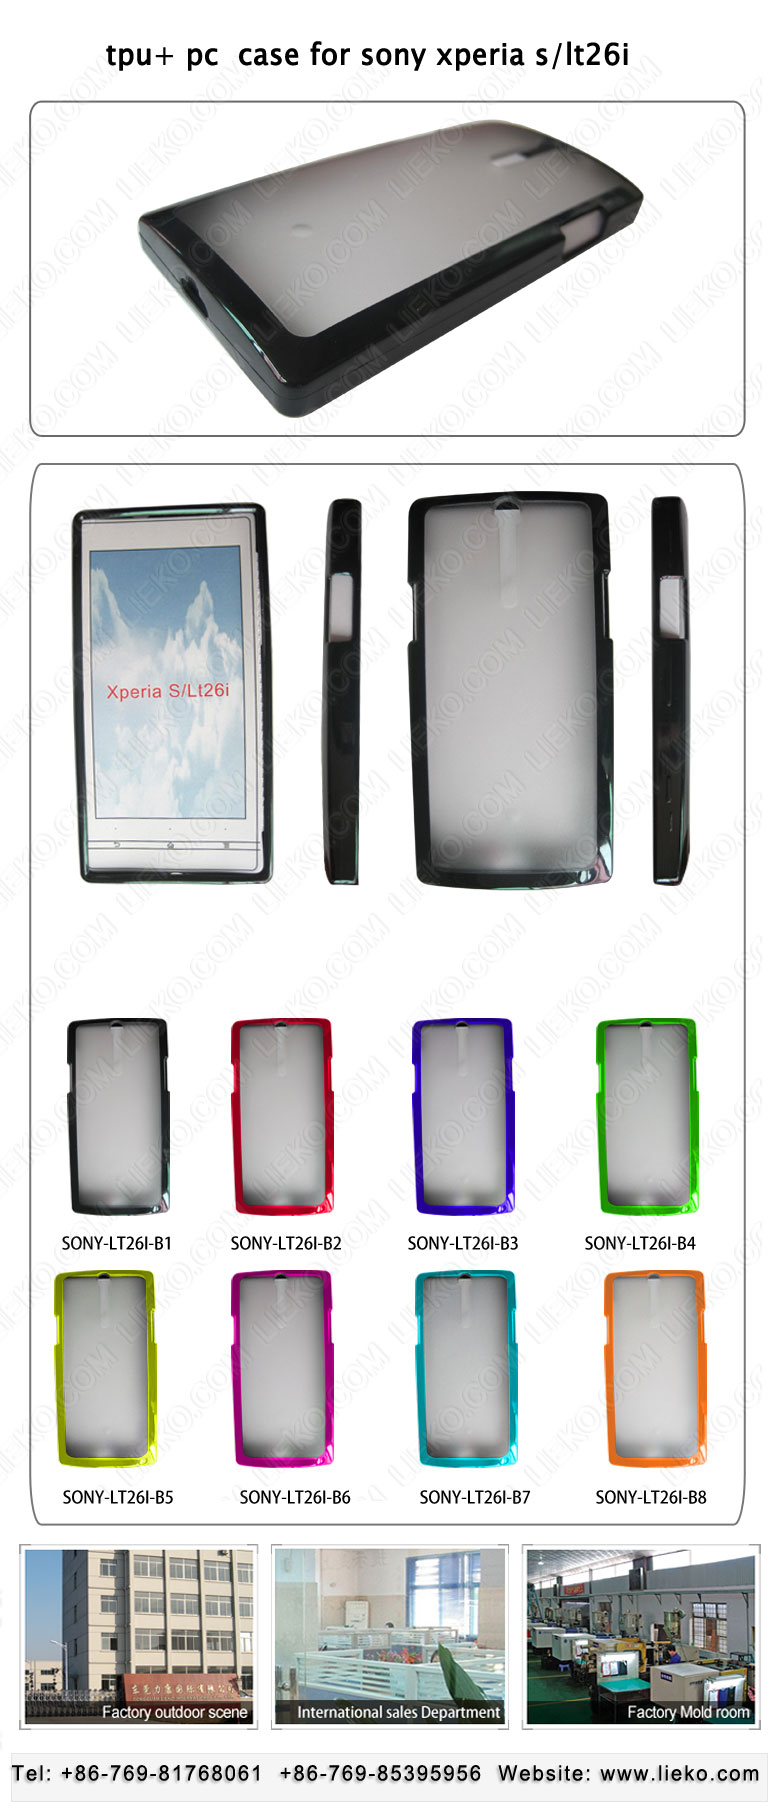 tpu+ pc case for sony xperia s/lt26i
Xperia S/Lt26i
SONY-LT26I-B1 SONY-LT26I-B2 SONY-LT26I-B3 SONY-LT26I-B4
SONY-LT26I-B5 SONY-LT26I-B6 SONY-LT26I-B7 SONY-LT26I-B8
Factory outdoor scene International sales Department Factory Mold room
Tel: +86-769-81768061 +86-769-85395956 Website: www.lieko.com
LIEKO.COM